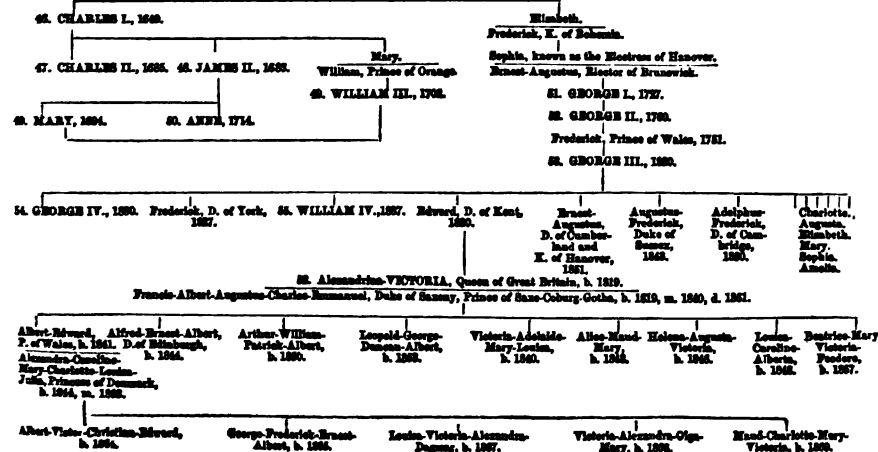 46. CHARLES I., 1649.
Elizabeth.
Frederick, K. of Bohemia.
47. CHARLES II., 1685. 48. JAMES II., 1688.
Mary.
William, Prince of Orange.
Sophia, known as the Electress of Hanover.
Ernest-Augustus, Elector of Brunswick.
49. WILLIAM III., 1702.
51. GEORGE I., 1727.
49. MARY, 1694. 50. ANNE, 1714.
52. GEORGE II., 1760.
Frederick, Prince of Wales, 1751.
53. GEORGE III., 1820.
54. GEORGE IV., 1830.
Frederick, D. of York,
1827.
55. WILLIAM IV., 1837.
Edward, D. of Kent,
1820.
Ernest-
Augustus,
D. of Cumber-
land and
K. of Hanover,
1851.
Augustus-
Frederick,
Duke of
Sussex,
1843.
Adolphus-
Frederick,
D. of Cam-
bridge,
1850.
Charlotte.
Augusta.
Elizabeth.
Mary.
Sophia.
Amelia.
56. Alexandrina-VICTORIA, Queen of Great Britain, b. 1819.
Francis-Albert-Augustus-Charles-Emmanuel, Duke of Saxony, Prince of Saxe-Coburg-Gotha, b. 1819, m. 1840, d. 1861.
Albert-Edward,
P. of Wales, b. 1841.
Alexandra-Caroline-
Mary-Charlotte-Louisa-
Julia, Princess of Denmark,
b. 1844, m. 1863.
Alfred-Ernest-Albert,
D. of Edinburgh,
b. 1844.
Arthur-William-
Patrick-Albert,
b. 1850.
Leopold-George-
Duncan-Albert,
b. 1853.
Victoria-Adelaide-
Mary-Louisa,
b. 1840.
Alice-Maud-
Mary,
b. 1843.
Helena-Augusta-
Victoria,
b. 1846.
Louisa-
Caroline-
Alberta,
b. 1848.
Beatrice-Mary
Victoria-
Feodore,
b. 1857.
Albert-Victor-Christian-Edward,
b. 1864.
George-Frederick-Ernest-
Albert, b. 1865.
Louisa-Victoria-Alexandra-
Dagmar, b. 1867.
Victoria-Alexandra-Olga-
Mary, b. 1868.
Maud-Charlotte-Mary-
Victoria, b. 1869.